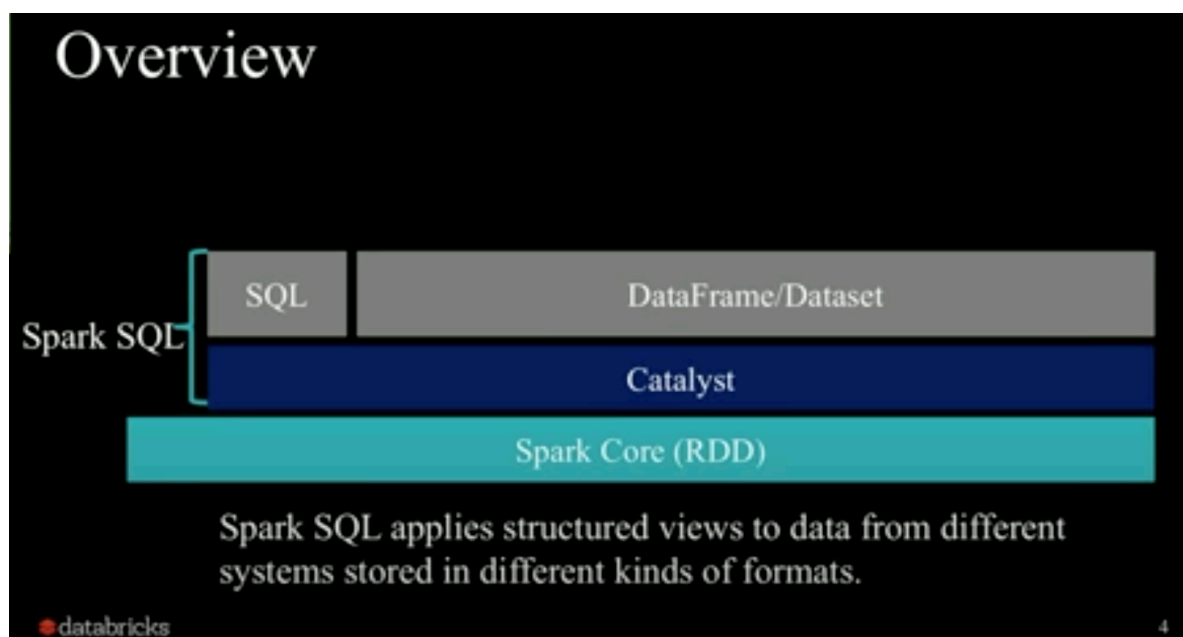 Overview
SQL
DataFrame/Dataset
Spark SQL
Catalyst
Spark Core (RDD)
Spark SQL applies structured views to data from different
systems stored in different kinds of formats.
databricks
4